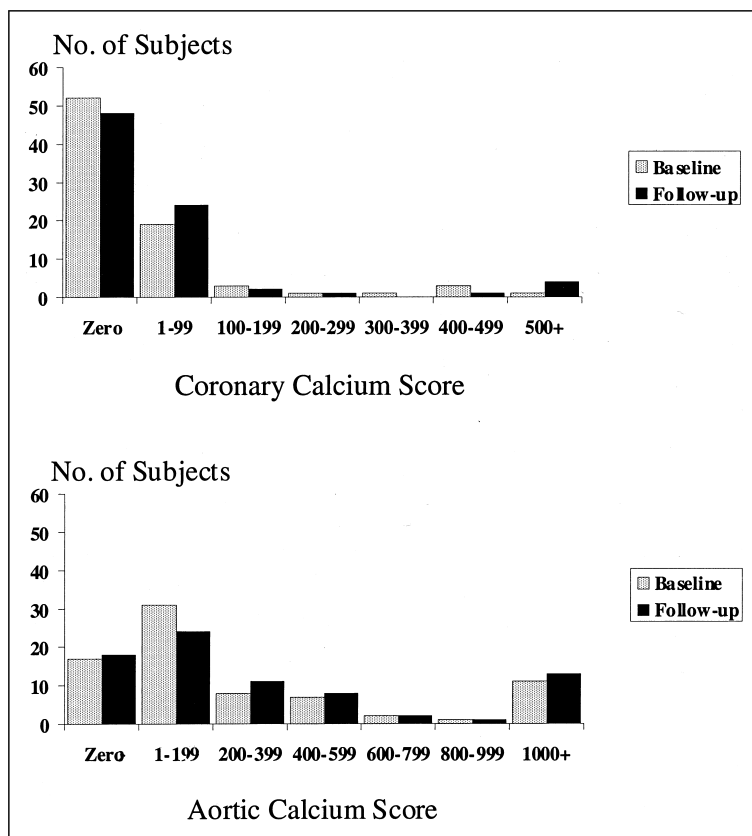 No. of Subjects
60
50
40
30
20
10
0
Zero 1-99 100-199 200-299 300-399 400-499 500+
Coronary Calcium Score
Baseline
Follow-up
No. of Subjects
60
50
40
30
20
10
0
Zero 1-199 200-399 400-599 600-799 800-999 1000+
Aortic Calcium Score
Baseline
Follow-up